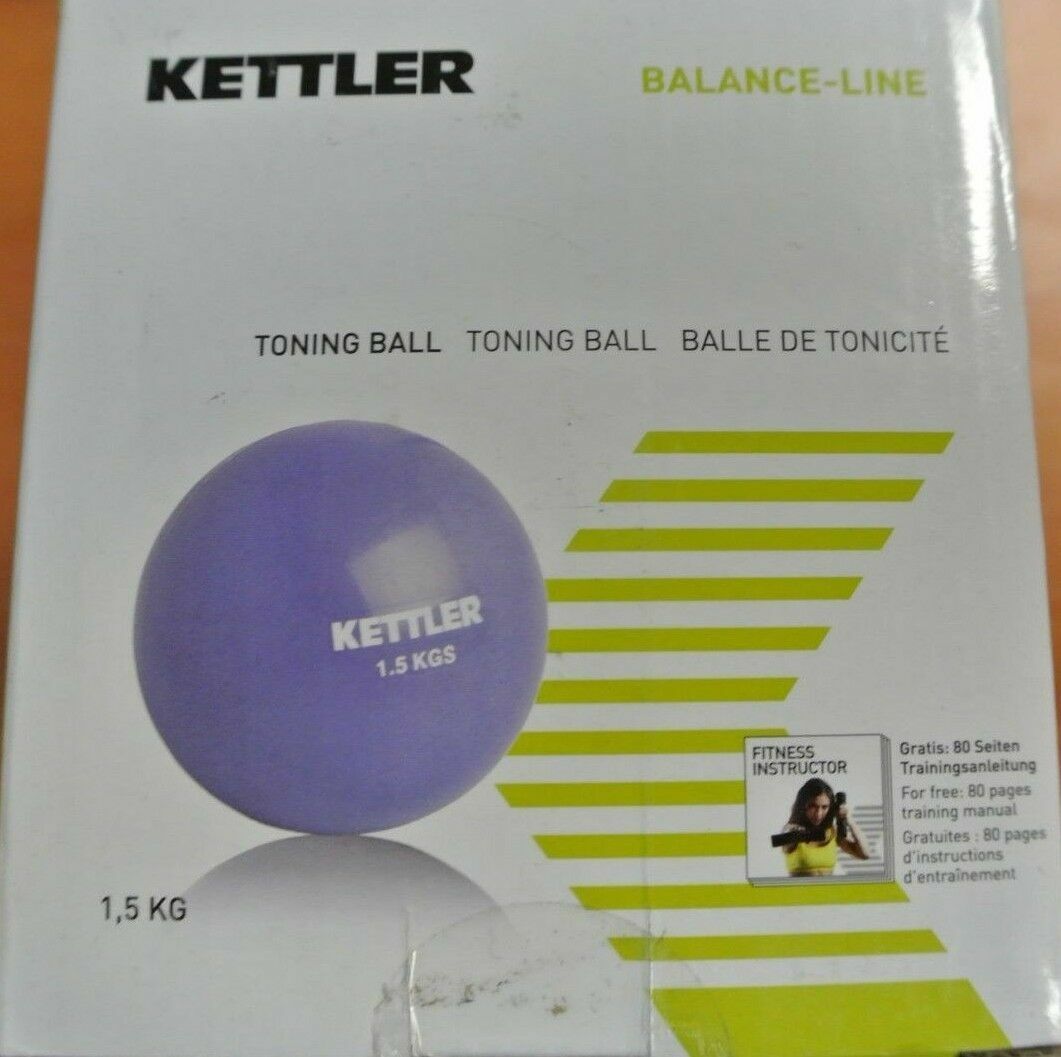 KETTLER
BALANCE-LINE
TONING BALL TONING BALL BALLE DE TONICITÉ
KETTLER
1.5 KGS
FITNESS
INSTRUCTOR
Gratis: 80 Seiten
Trainingsanleitung
For free: 80 pages
training manual
Gratuites : 80 pages
d'instructions
d'entraînement
1,5 KG